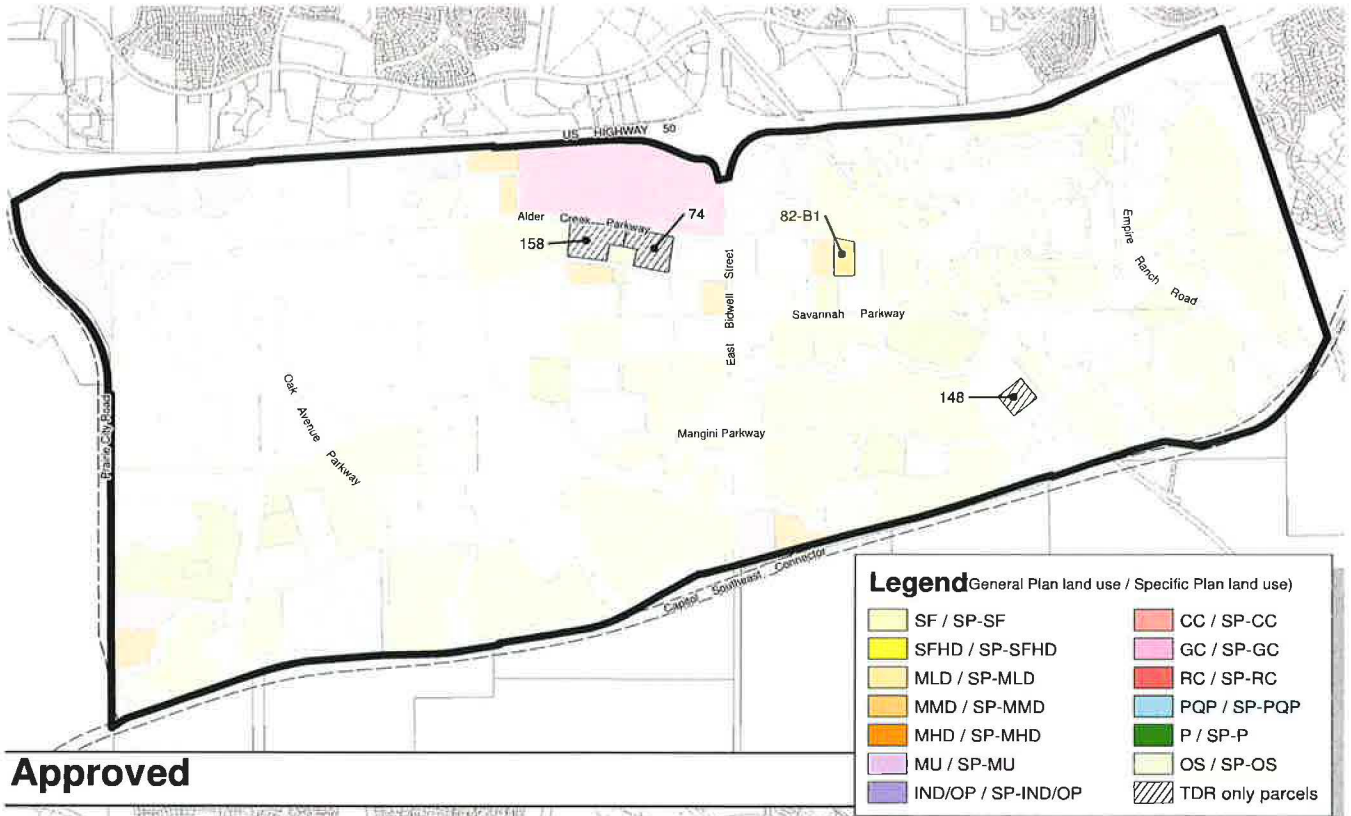 US HIGHWAY 50
Alder Creek Parkway
74
158
82-B1
East Bidwell Street
Savannah Parkway
Empire Ranch Road
148
Oak Avenue Parkway
Mangini Parkway
Prairie City Road
Capitol Southeast Connector
Approved
Legend General Plan land use / Specific Plan land use)
SF / SP-SF
SFHD / SP-SFHD
MLD / SP-MLD
MMD / SP-MMD
MHD / SP-MHD
MU / SP-MU
IND/OP / SP-IND/OP
CC / SP-CC
GC / SP-GC
RC / SP-RC
PQP / SP-PQP
P / SP-P
OS / SP-OS
TDR only parcels